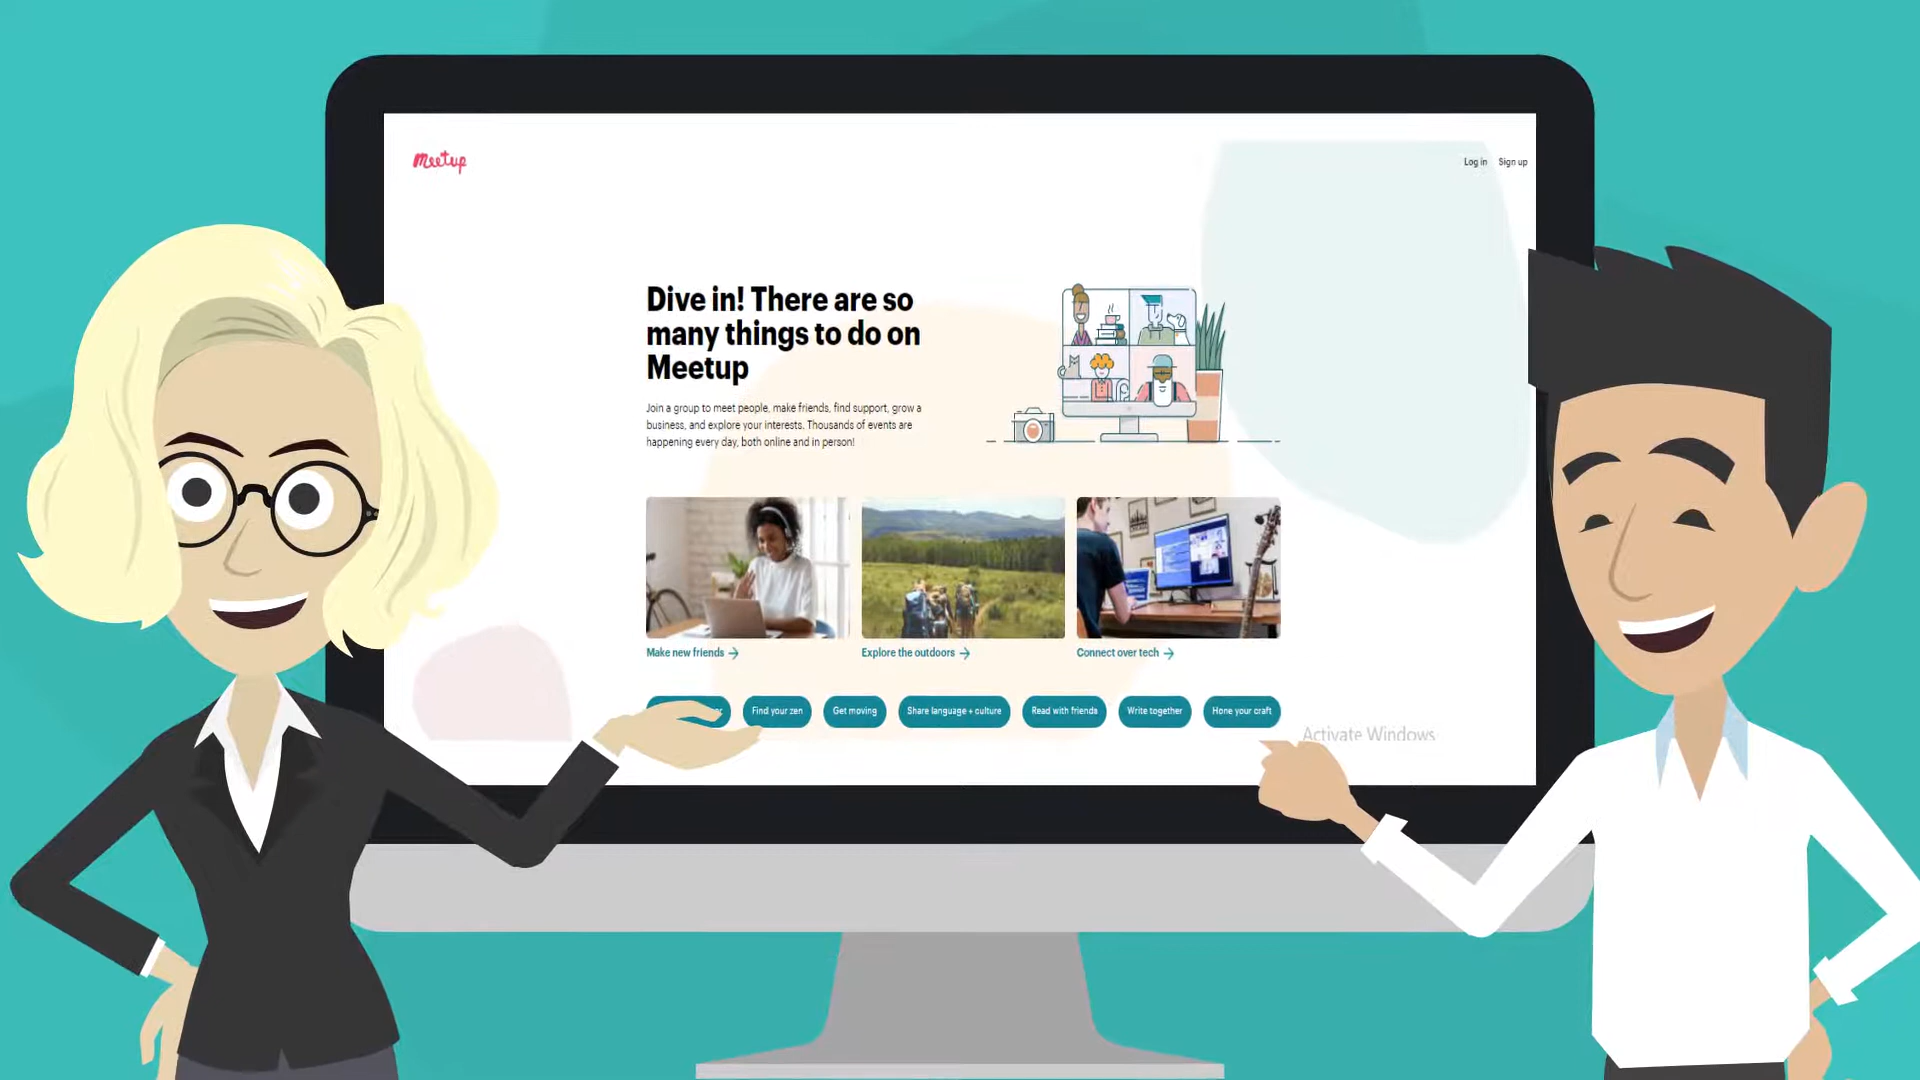 meetup
Log in Sign up
Dive in! There are so
many things to do on
Meetup
Join a group to meet people, make friends, find support, grow a
business, and explore your interests. Thousands of events are
happening every day, both online and in person!
Make new friends →
Explore the outdoors →
Connect over tech →
Find your zen
Get moving
Share language + culture
Read with friends
Write together
Hone your craft
Activate Windows